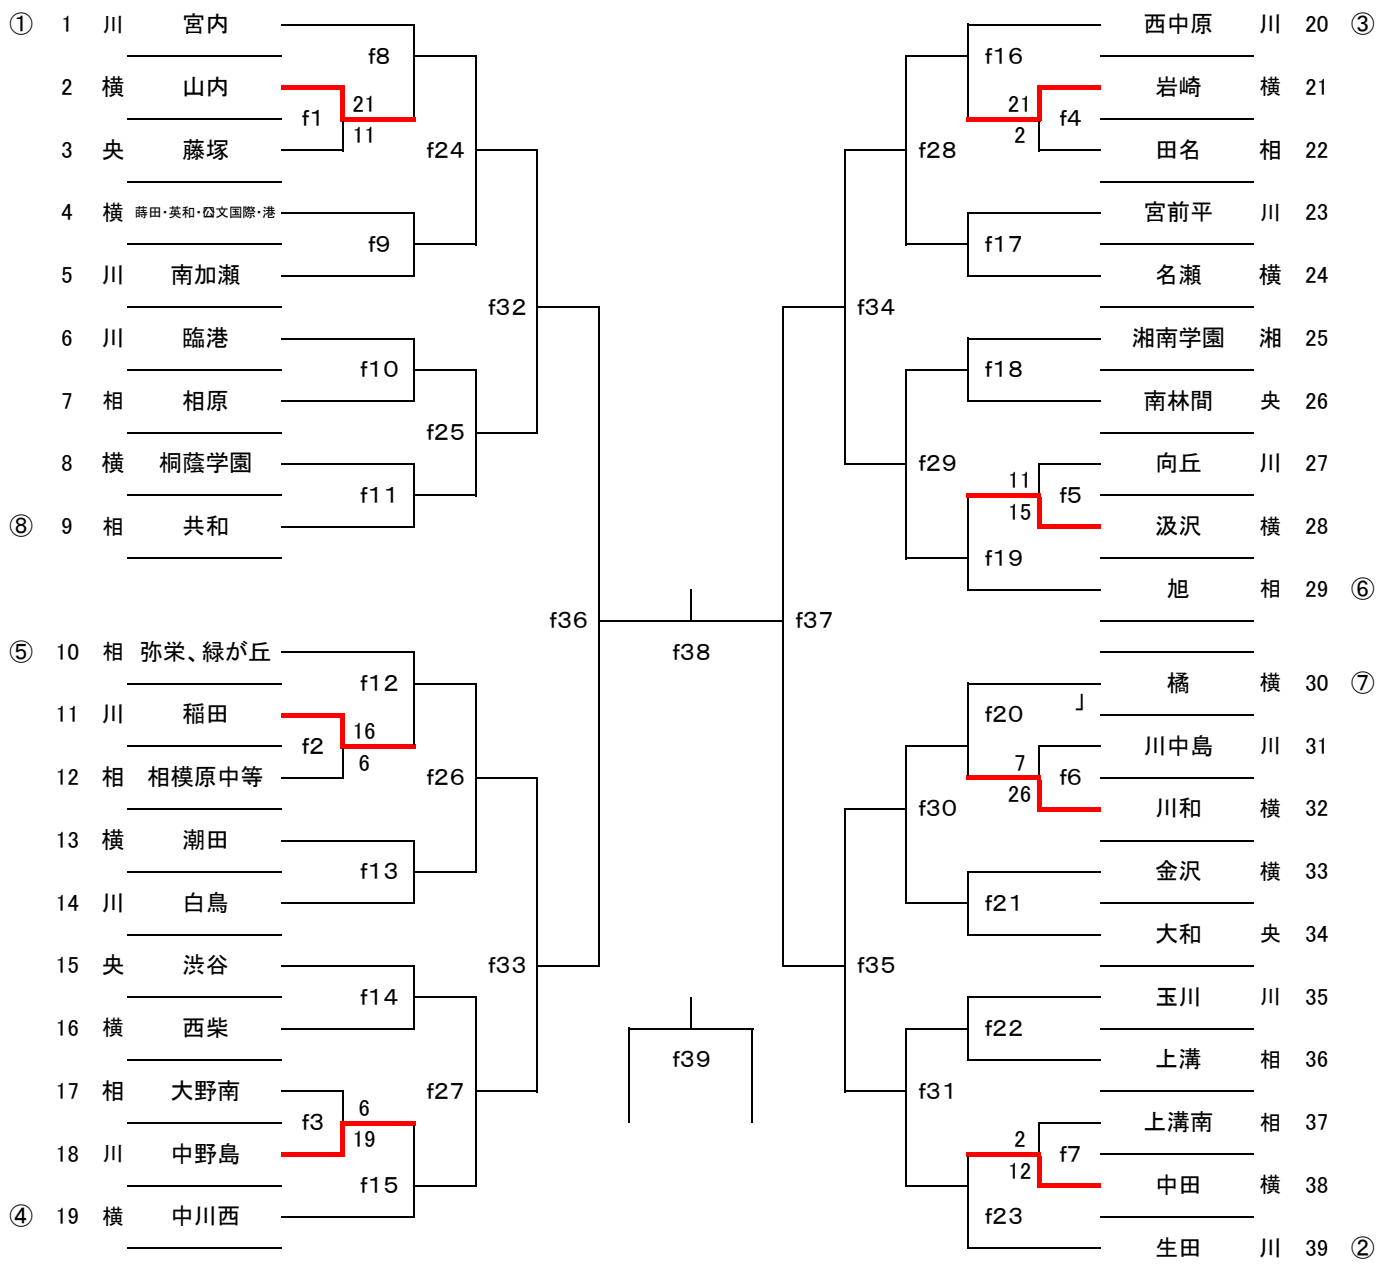 ① 1 川 宮内
f8
2 横 山内
f1 21
11
3 央 藤塚
f24
4 横 蒔田・英和・公文国際・港
f9
5 川 南加瀬
f32
6 川 臨港
f10
7 相 相原
f25
8 横 桐蔭学園
f11
⑧ 9 相 共和
f36
⑤ 10 相 弥栄、緑が丘
f12
11 川 稲田
f2 16
6
12 相 相模原中等
f26
13 横 潮田
f13
14 川 白鳥
15 央 渋谷
f33
f14
16 横 西柴
17 相 大野南
f27
f3 6
19
18 川 中野島
f15
④ 19 横 中川西
f38
f39
西中原 川 20 ③
f16
岩崎 横 21
21 f4
2
田名 相 22
f28
宮前平 川 23
f17
名瀬 横 24
f34
湘南学園 湘 25
f18
南林間 央 26
f29
向丘 川 27
11 f5
15
汲沢 横 28
f19
旭 相 29 ⑥
f37
橘 横 30 ⑦
」
f20
川中島 川 31
7 f6
26
川和 横 32
f30
金沢 横 33
f21
大和 央 34
f35
玉川 川 35
f22
上溝 相 36
f31
上溝南 相 37
2 f7
12
中田 横 38
f23
生田 川 39 ②